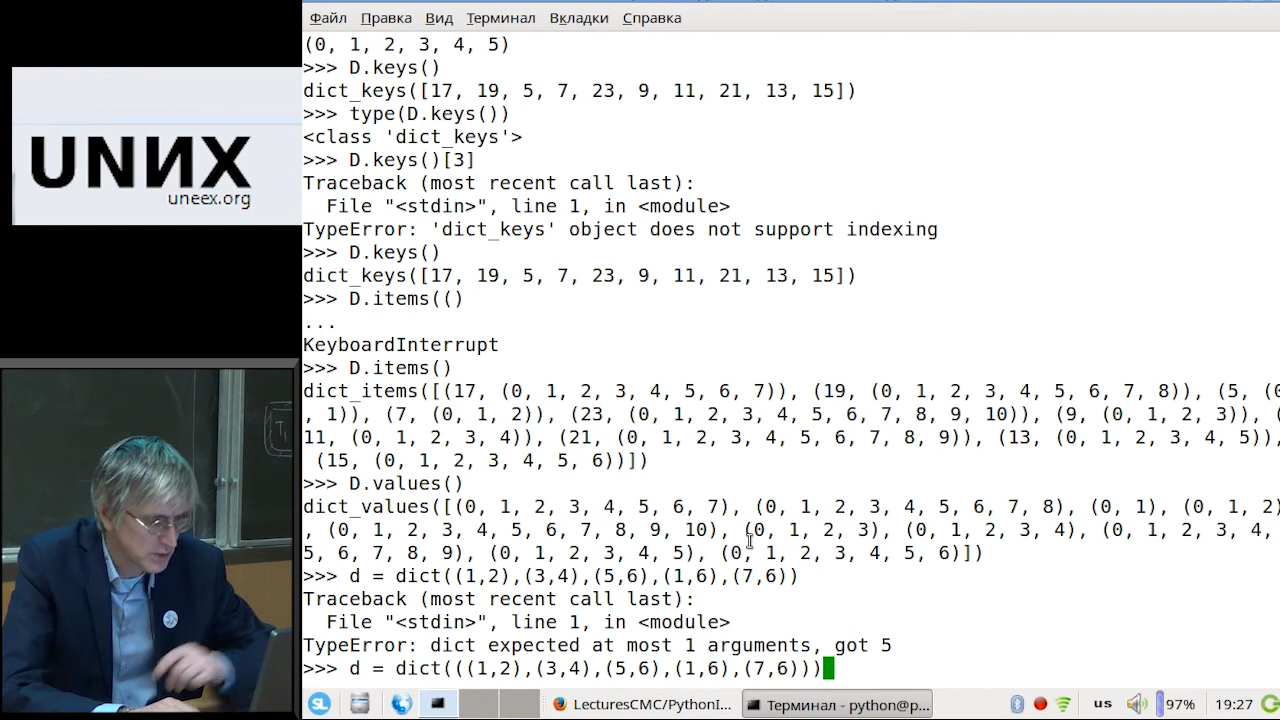 Файл Правка Вид Терминал Вкладки Справка
(0, 1, 2, 3, 4, 5)
>>> D.keys()
dict_keys([17, 19, 5, 7, 23, 9, 11, 21, 13, 15])
>>> type(D.keys())
<class 'dict_keys'>
>>> D.keys()[3]
Traceback (most recent call last):
  File "<stdin>", line 1, in <module>
TypeError: 'dict_keys' object does not support indexing
>>> D.keys()
dict_keys([17, 19, 5, 7, 23, 9, 11, 21, 13, 15])
>>> D.items(()
...
KeyboardInterrupt
>>> D.items()
dict_items([(17, (0, 1, 2, 3, 4, 5, 6, 7)), (19, (0, 1, 2, 3, 4, 5, 6, 7, 8)), (5, (0
, 1)), (7, (0, 1, 2)), (23, (0, 1, 2, 3, 4, 5, 6, 7, 8, 9, 10)), (9, (0, 1, 2, 3)), (
11, (0, 1, 2, 3, 4)), (21, (0, 1, 2, 3, 4, 5, 6, 7, 8, 9)), (13, (0, 1, 2, 3, 4, 5)),
 (15, (0, 1, 2, 3, 4, 5, 6))])
>>> D.values()
dict_values([(0, 1, 2, 3, 4, 5, 6, 7), (0, 1, 2, 3, 4, 5, 6, 7, 8), (0, 1), (0, 1, 2)
, (0, 1, 2, 3, 4, 5, 6, 7, 8, 9, 10), (0, 1, 2, 3), (0, 1, 2, 3, 4), (0, 1, 2, 3, 4,
5, 6, 7, 8, 9), (0, 1, 2, 3, 4, 5), (0, 1, 2, 3, 4, 5, 6)])
>>> d = dict((1,2),(3,4),(5,6),(1,6),(7,6))
Traceback (most recent call last):
  File "<stdin>", line 1, in <module>
TypeError: dict expected at most 1 arguments, got 5
>>> d = dict(((1,2),(3,4),(5,6),(1,6),(7,6)))
UNИX
uneex.org
LecturesCMC/PythonI... Терминал - python@p... us 97% 19:27